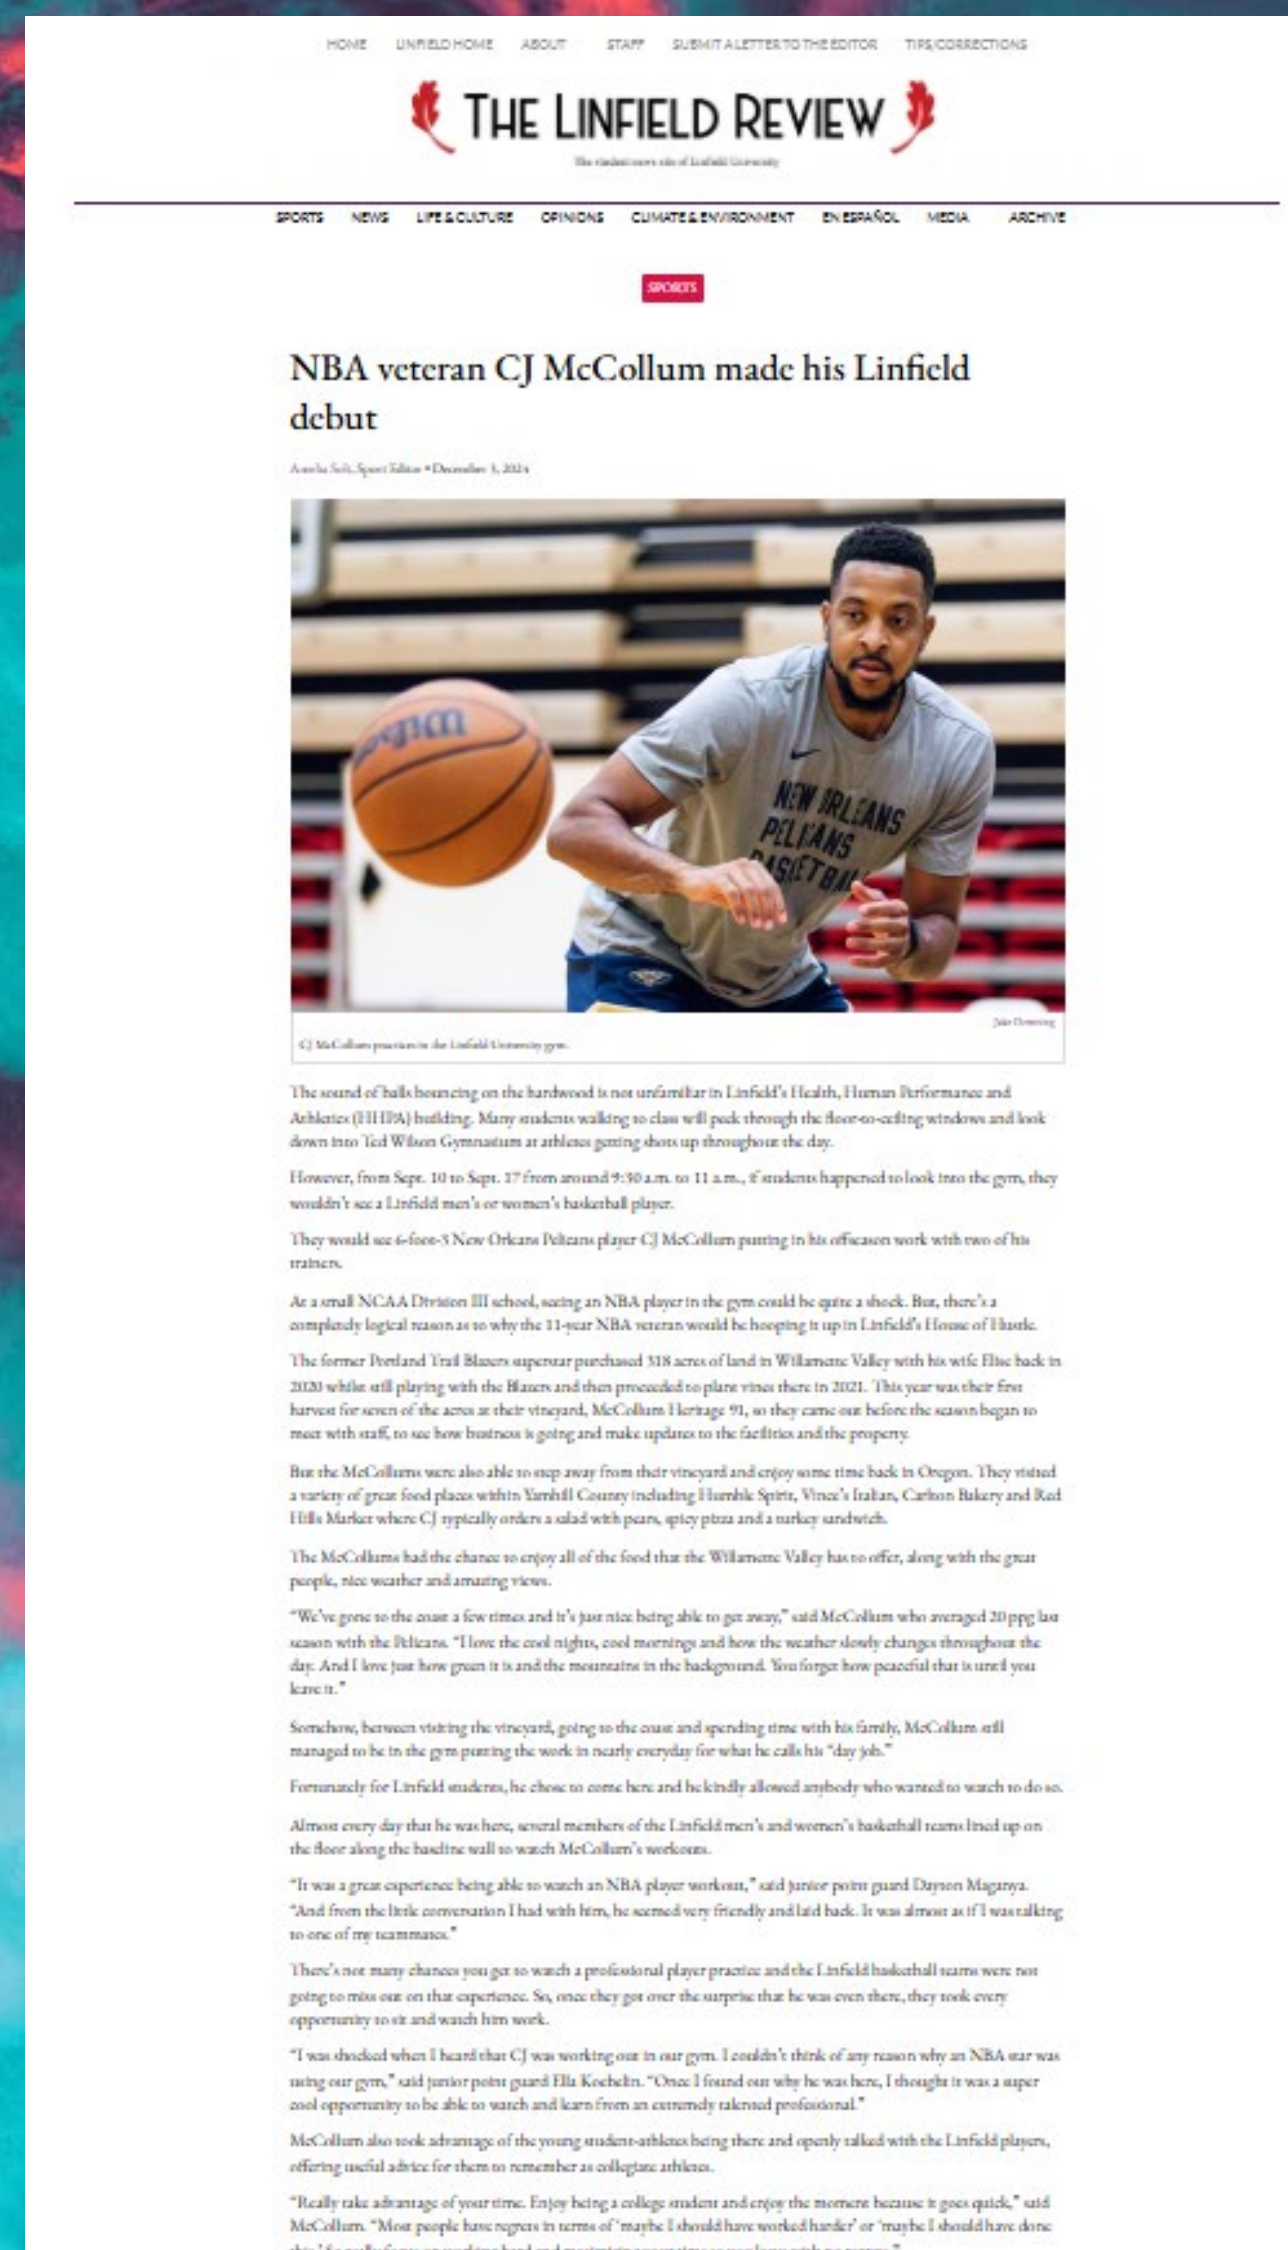 HOME LINFIELD HOME ABOUT STAFF SUBMIT A LETTER TO THE EDITOR TIPS/CORRECTIONS
THE LINFIELD REVIEW
The student news site of Linfield University
SPORTS NEWS LIFE & CULTURE OPINIONS CLIMATE & ENVIRONMENT EN ESPAÑOL MEDIA ARCHIVE
SPORTS
NBA veteran CJ McCollum made his Linfield
debut
Sport Editor • December 3, 2024
Wilson
NEW ORLEANS
PELICANS
BASKETBALL
CJ McCollum practices in the Linfield University gym.
The sound of balls bouncing on the hardwood is not unfamiliar in Linfield's Health, Human Performance and
Athletics (HHPA) building. Many students walking to class will peek through the floor-to-ceiling windows and look
down into Ted Wilson Gymnasium at athletes getting shots up throughout the day.
However, from Sept. 10 to Sept. 17 from around 9:30 a.m. to 11 a.m., if students happened to look into the gym, they
wouldn't see a Linfield men's or women's basketball player.
They would see 6-foot-3 New Orleans Pelicans player CJ McCollum putting in his offseason work with two of his
trainers.
At a small NCAA Division III school, seeing an NBA player in the gym could be quite a shock. But, there's a
completely logical reason as to why the 11-year NBA veteran would be hooping it up in Linfield's House of Hustle.
The former Portland Trail Blazers superstar purchased 318 acres of land in Willamette Valley with his wife Elise back in
2020 whilst still playing with the Blazers and then proceeded to plant vines there in 2021. This year was their first
harvest for seven of the acres at their vineyard, McCollum Heritage 91, so they came out before the season began to
meet with staff, to see how business is going and make updates to the facilities and the property.
But the McCollums were also able to step away from their vineyard and enjoy some time back in Oregon. They visited
a variety of great food places within Yamhill County including Humble Spirit, Vince's Italian, Carlton Bakery and Red
Hills Market where CJ typically orders a salad with pears, spicy pizza and a turkey sandwich.
The McCollums had the chance to enjoy all of the food that the Willamette Valley has to offer, along with the great
people, nice weather and amazing views.
"We've gone to the coast a few times and it's just nice being able to get away," said McCollum who averaged 20 ppg last
season with the Pelicans. "I love the cool nights, cool mornings and how the weather slowly changes throughout the
day. And I love just how green it is and the mountains in the background. You forget how peaceful that is until you
leave it."
Somehow, between visiting the vineyard, going to the coast and spending time with his family, McCollum still
managed to be in the gym putting the work in nearly everyday for what he calls his "day job."
Fortunately for Linfield students, he chose to come here and he kindly allowed anybody who wanted to watch to do so.
Almost every day that he was here, several members of the Linfield men's and women's basketball teams lined up on
the floor along the baseline wall to watch McCollum's workouts.
"It was a great experience being able to watch an NBA player workout," said junior point guard Dayson Maganya.
"And from the little conversation I had with him, he seemed very friendly and laid back. It was almost as if I was talking
to one of my teammates."
There's not many chances you get to watch a professional player practice and the Linfield basketball teams were not
going to miss out on that experience. So, once they got over the surprise that he was even there, they took every
opportunity to sit and watch him work.
"I was shocked when I heard that CJ was working out in our gym. I couldn't think of any reason why an NBA star was
using our gym," said junior point guard Ella Kochelin. "Once I found out why he was here, I thought it was a super
cool opportunity to be able to watch and learn from an extremely talented professional."
McCollum also took advantage of the young student-athletes being there and openly talked with the Linfield players,
offering useful advice for them to remember as collegiate athletes.
"Really take advantage of your time. Enjoy being a college student and enjoy the moment because it goes quick," said
McCollum. "Most people have regrets in terms of 'maybe I should have worked harder' or 'maybe I should have done